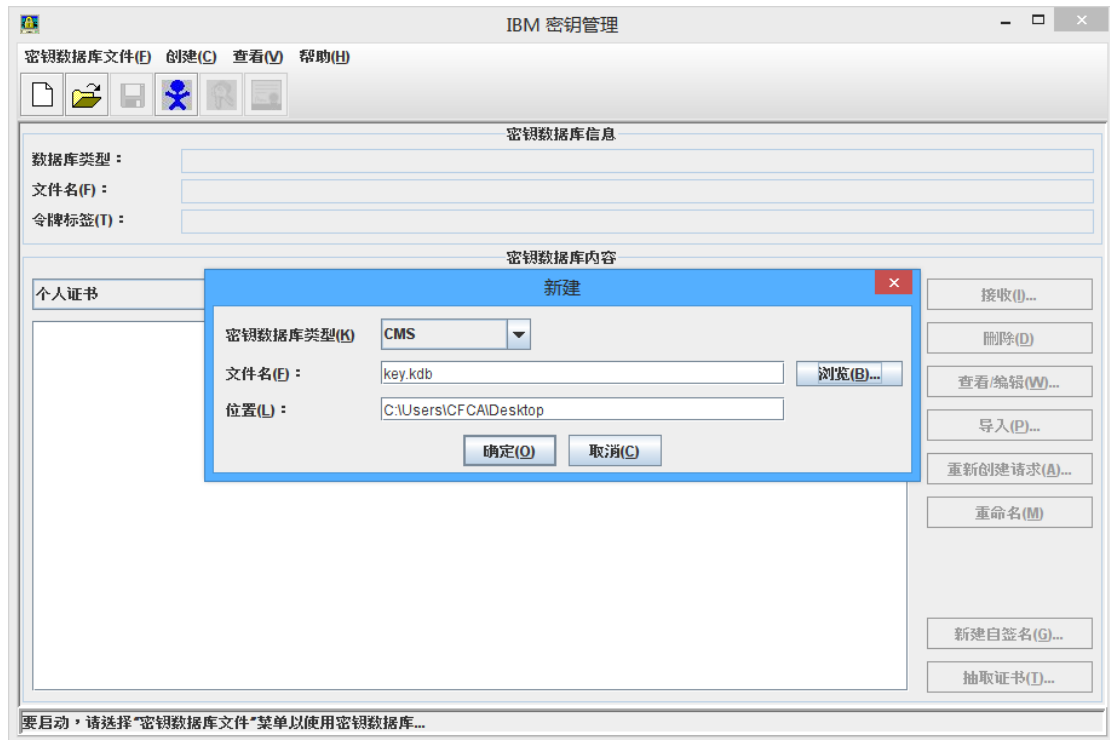 IBM 密钥管理
密钥数据库文件(F) 创建(C) 查看(V) 帮助(H)
密钥数据库信息
数据库类型：
文件名(F)：
令牌标签(T)：
密钥数据库内容
个人证书
新建
密钥数据库类型(K) CMS
文件名(F)： key.kdb 浏览(B)...
位置(L)： C:\Users\CFCA\Desktop
确定(O) 取消(C)
接收(I)...
删除(D)
查看/编辑(W)...
导入(P)...
重新创建请求(A)...
重命名(M)
新建自签名(G)...
抽取证书(T)...
要启动，请选择“密钥数据库文件”菜单以使用密钥数据库...